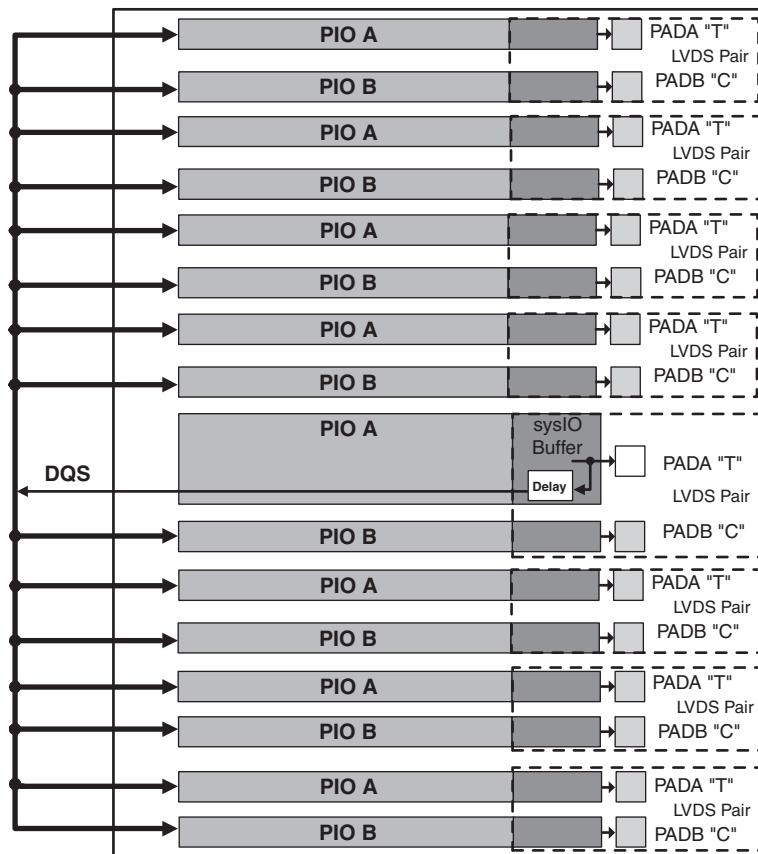 PIO A
PADA "T"
LVDS Pair
PIO B
PADB "C"
PIO A
PADA "T"
LVDS Pair
PIO B
PADB "C"
PIO A
PADA "T"
LVDS Pair
PIO B
PADB "C"
PIO A
PADA "T"
LVDS Pair
PIO B
PADB "C"
PIO A
sysIO
Buffer
PADA "T"
DQS
Delay
LVDS Pair
PIO B
PADB "C"
PIO A
PADA "T"
LVDS Pair
PIO B
PADB "C"
PIO A
PADA "T"
LVDS Pair
PIO B
PADB "C"
PIO A
PADA "T"
LVDS Pair
PIO B
PADB "C"